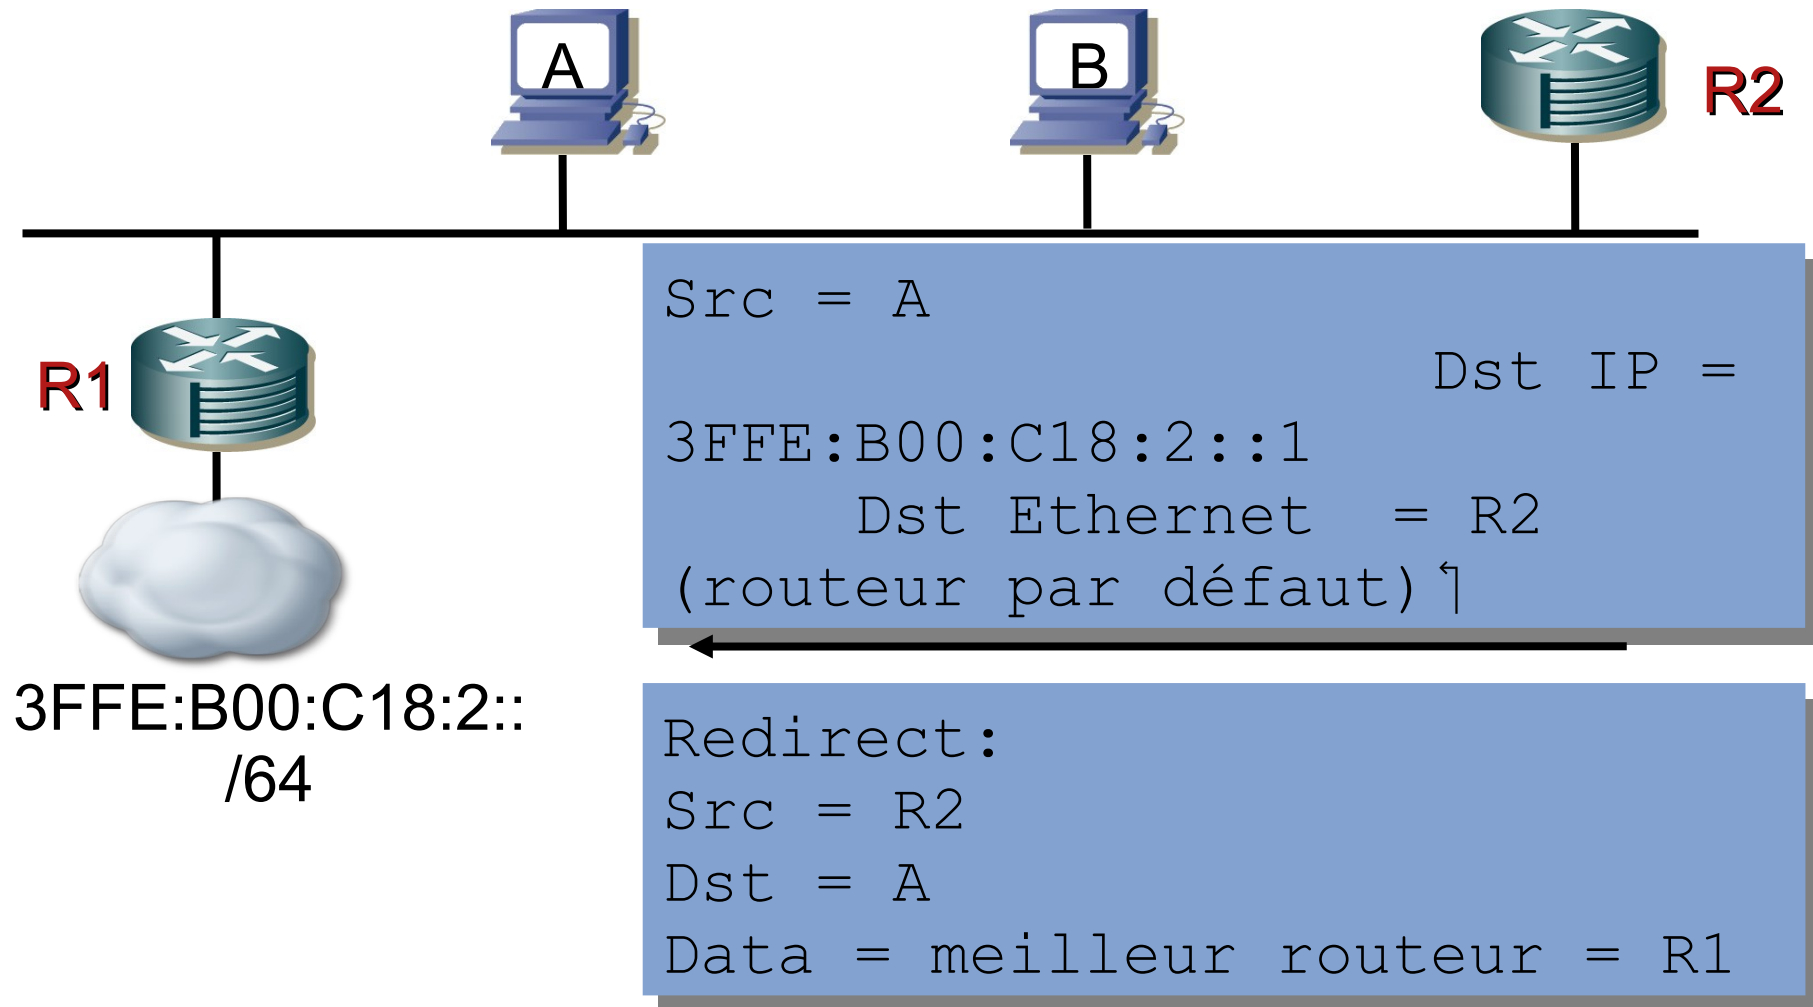 A
B
R2
R1
Src = A
Dst IP =
3FFE:B00:C18:2::1
Dst Ethernet = R2
(routeur par défaut)
3FFE:B00:C18:2::
/64
Redirect:
Src = R2
Dst = A
Data = meilleur routeur = R1